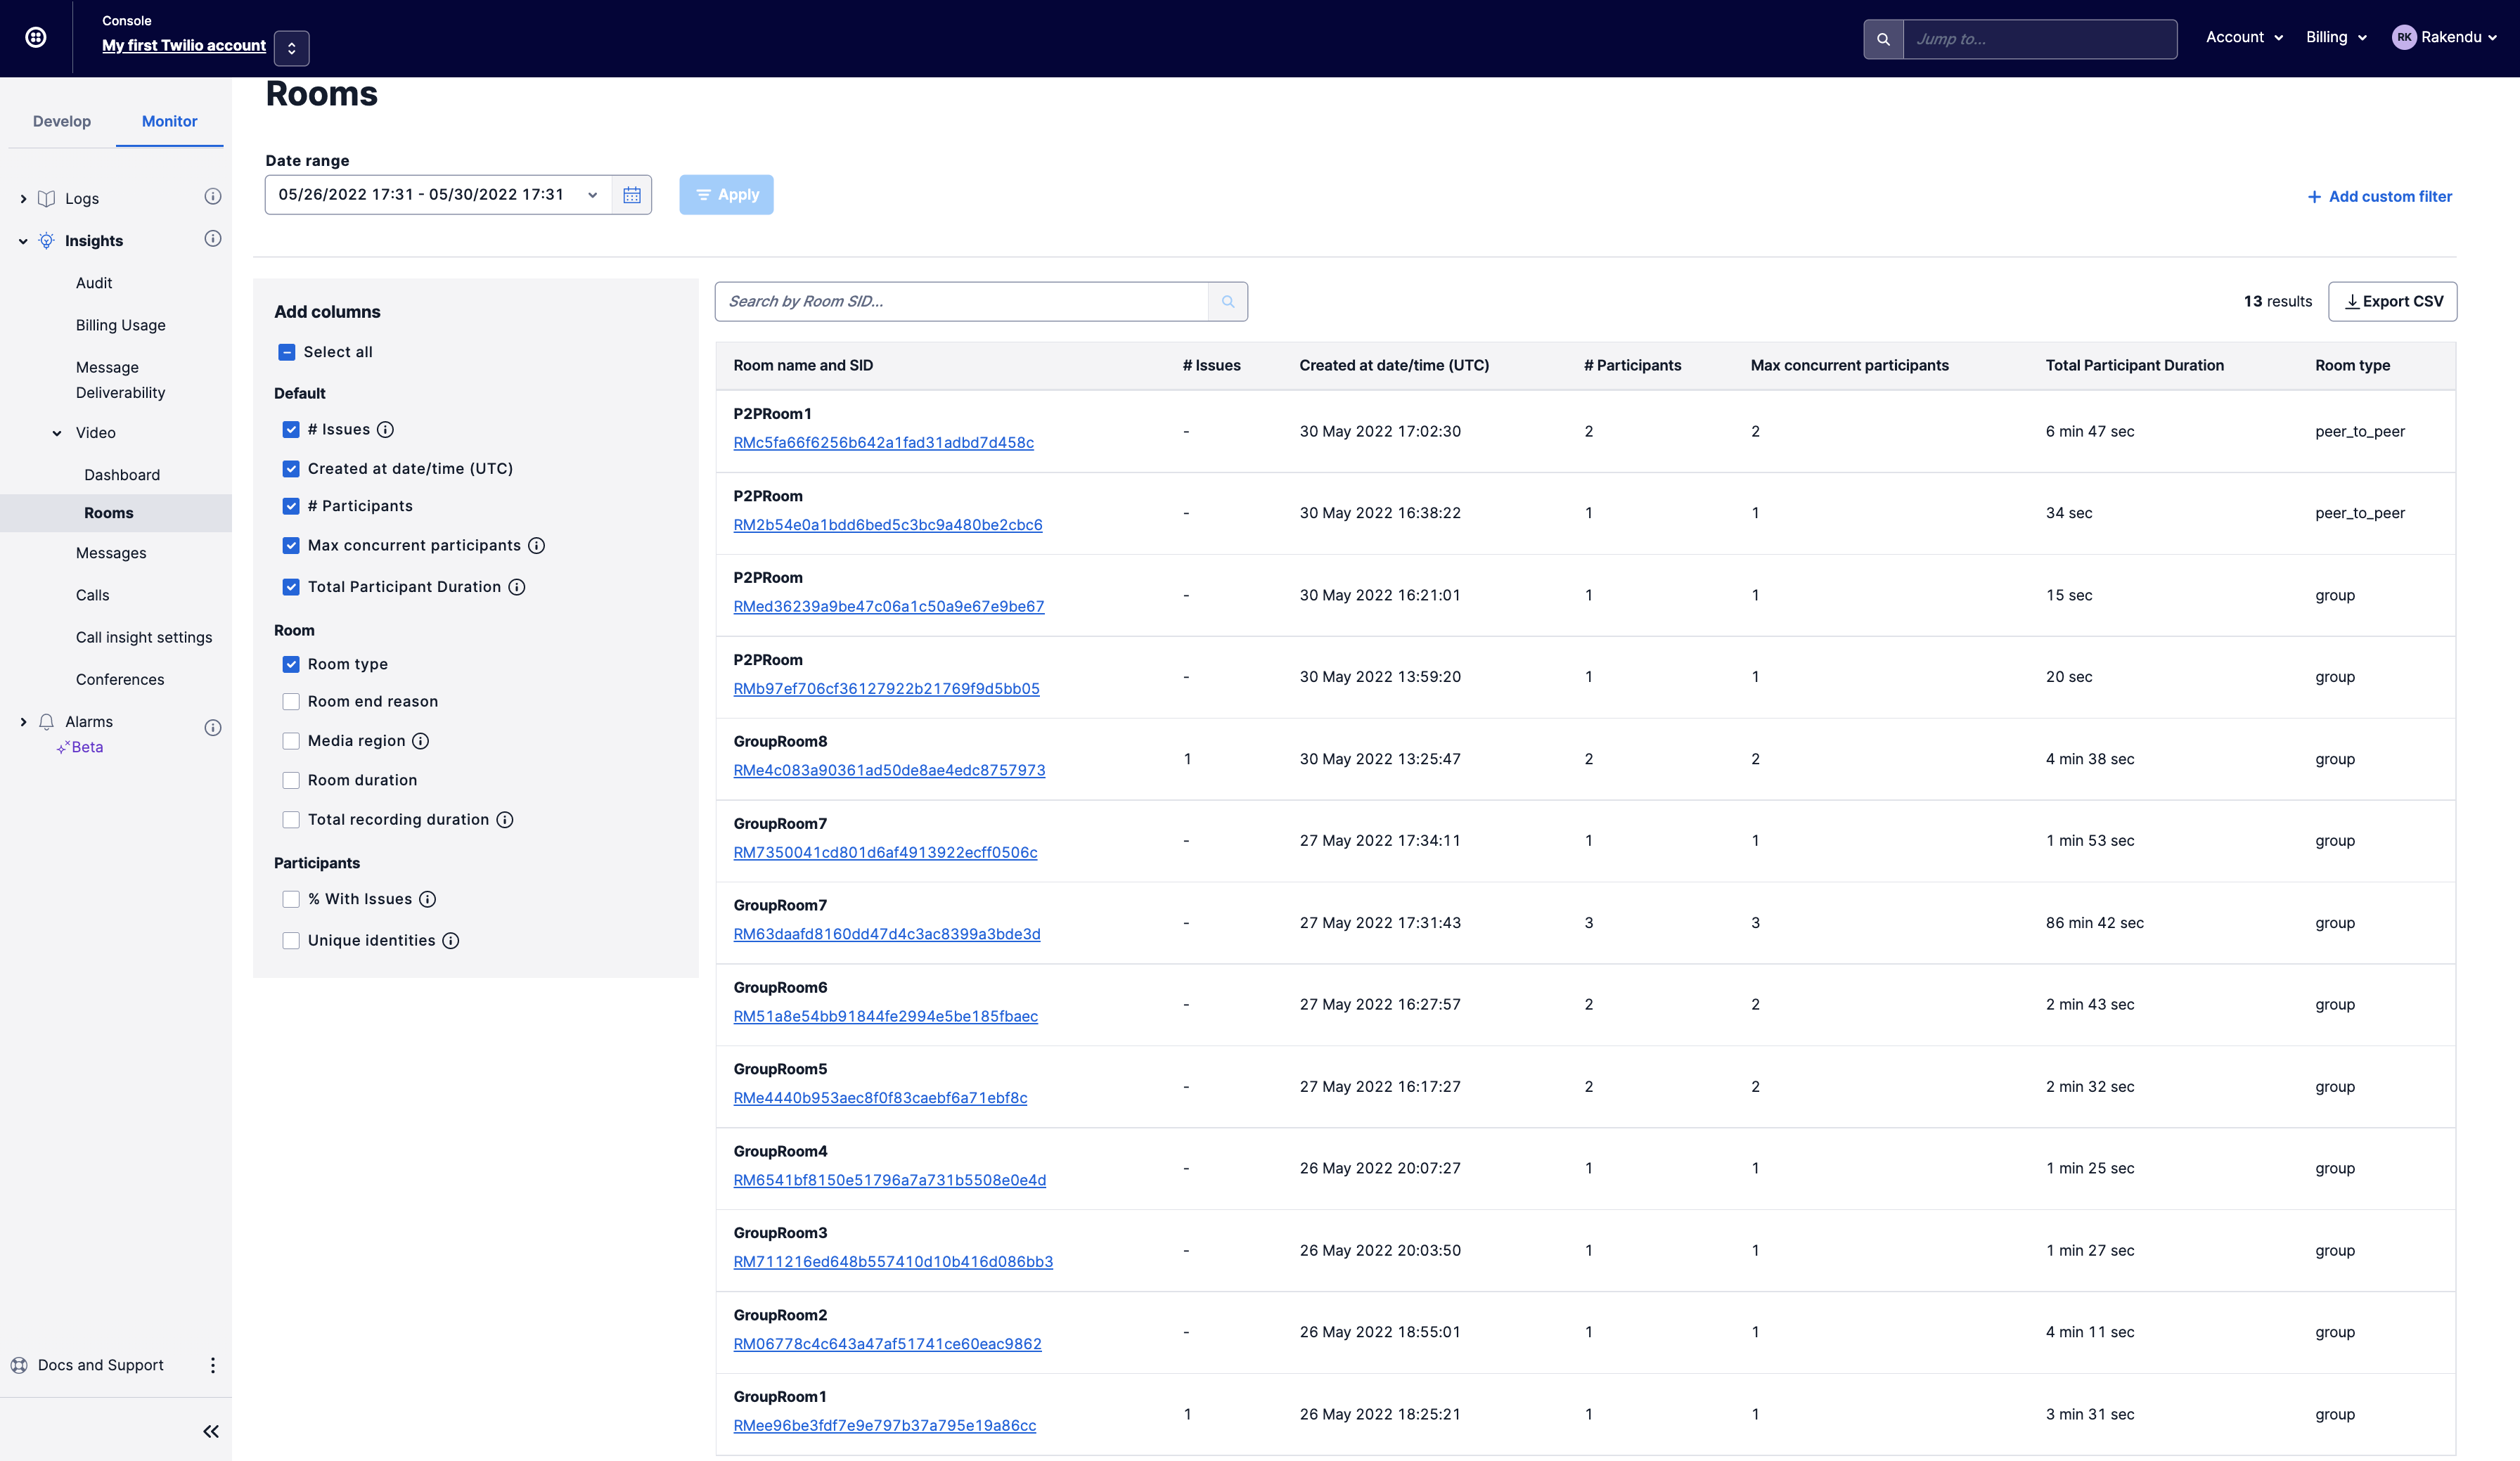 Console
My first Twilio account
Jump to...
Account
Billing
RK
Rakendu
Develop
Monitor
Logs
Insights
Audit
Billing Usage
Message
Deliverability
Video
Dashboard
Rooms
Messages
Calls
Call insight settings
Conferences
Alarms
Beta
Docs and Support
Rooms
Date range
05/26/2022 17:31 - 05/30/2022 17:31
Apply
+ Add custom filter
Add columns
Select all
Default
# Issues
Created at date/time (UTC)
# Participants
Max concurrent participants
Total Participant Duration
Room
Room type
Room end reason
Media region
Room duration
Total recording duration
Participants
% With Issues
Unique identities
Search by Room SID...
13 results
Export CSV
Room name and SID # Issues Created at date/time (UTC) # Participants Max concurrent participants Total Participant Duration Room type
P2PRoom1
RMc5fa66f6256b642a1fad31adbd7d458c - 30 May 2022 17:02:30 2 2 6 min 47 sec peer_to_peer
P2PRoom
RM2b54e0a1bdd6bed5c3bc9a480be2cbc6 - 30 May 2022 16:38:22 1 1 34 sec peer_to_peer
P2PRoom
RMed36239a9be47c06a1c50a9e67e9be67 - 30 May 2022 16:21:01 1 1 15 sec group
P2PRoom
RMb97ef706cf36127922b21769f9d5bb05 - 30 May 2022 13:59:20 1 1 20 sec group
GroupRoom8
RMe4c083a90361ad50de8ae4edc8757973 1 30 May 2022 13:25:47 2 2 4 min 38 sec group
GroupRoom7
RM7350041cd801d6af4913922ecff0506c - 27 May 2022 17:34:11 1 1 1 min 53 sec group
GroupRoom7
RM63daafd8160dd47d4c3ac8399a3bde3d - 27 May 2022 17:31:43 3 3 86 min 42 sec group
GroupRoom6
RM51a8e54bb91844fe2994e5be185fbaec - 27 May 2022 16:27:57 2 2 2 min 43 sec group
GroupRoom5
RMe4440b953aec8f0f83caebf6a71ebf8c - 27 May 2022 16:17:27 2 2 2 min 32 sec group
GroupRoom4
RM6541bf8150e51796a7a731b5508e0e4d - 26 May 2022 20:07:27 1 1 1 min 25 sec group
GroupRoom3
RM711216ed648b557410d10b416d086bb3 - 26 May 2022 20:03:50 1 1 1 min 27 sec group
GroupRoom2
RM06778c4c643a47af51741ce60eac9862 - 26 May 2022 18:55:01 1 1 4 min 11 sec group
GroupRoom1
RMee96be3fdf7e9e797b37a795e19a86cc 1 26 May 2022 18:25:21 1 1 3 min 31 sec group